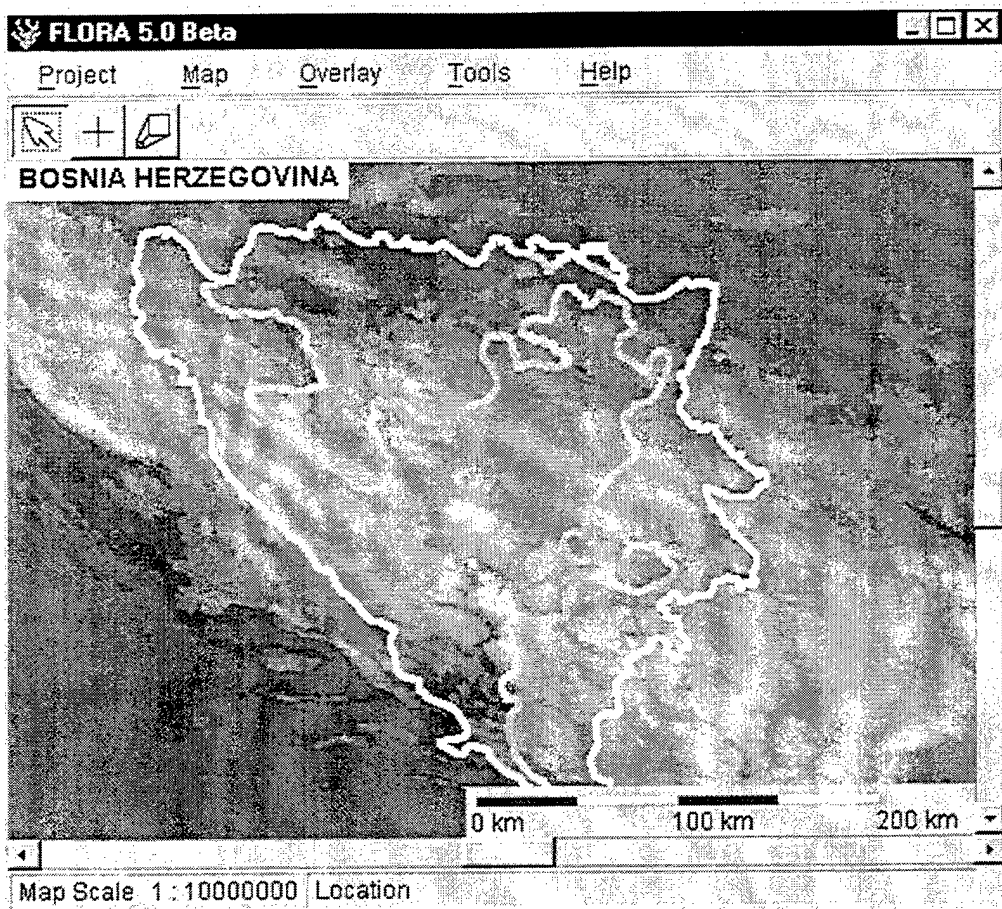 FLORA 5.0 Beta
Project Map Overlay Tools Help
BOSNIA HERZEGOVINA
0 km 100 km 200 km
Map Scale 1 : 10000000 Location